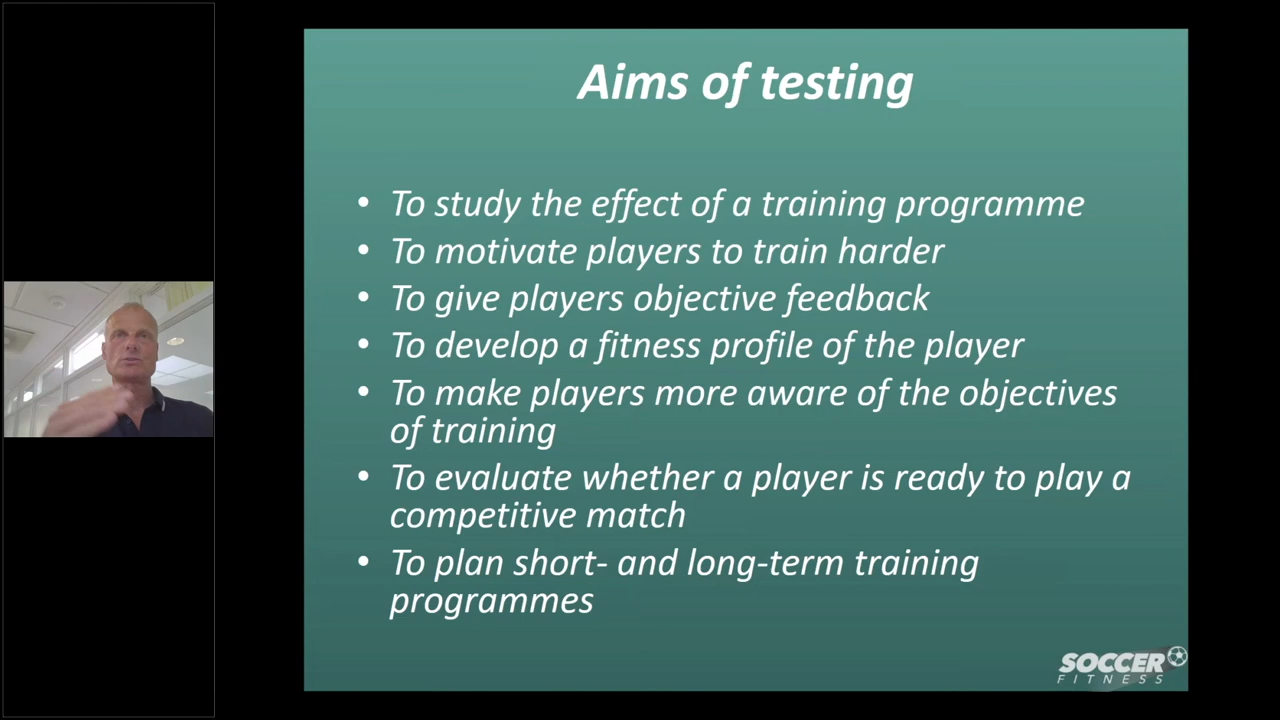 Aims of testing
• To study the effect of a training programme
• To motivate players to train harder
• To give players objective feedback
• To develop a fitness profile of the player
• To make players more aware of the objectives
of training
• To evaluate whether a player is ready to play a
competitive match
• To plan short- and long-term training
programmes
SOCCER
FITNESS